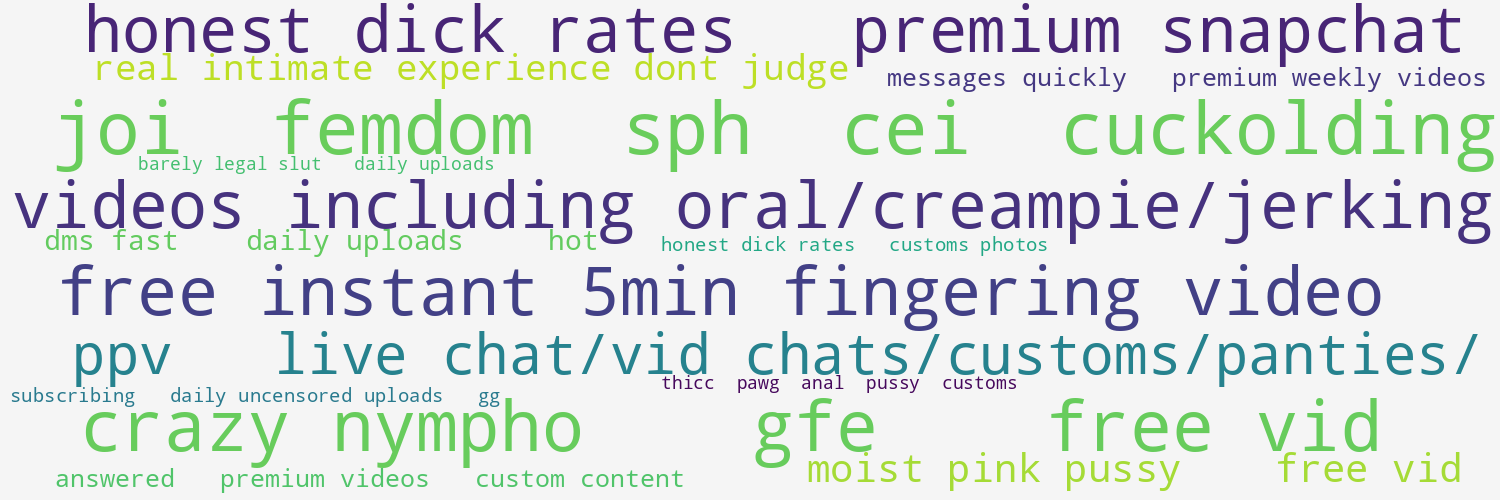 honest dick rates premium snapchat
real intimate experience dont judge messages quickly premium weekly videos
joi femdom sph cei cuckolding
barely legal slut daily uploads
videos including oral/creampie/jerking
dms fast daily uploads hot honest dick rates customs photos
free instant 5min fingering video
ppv live chat/vid chats/customs/panties/
thicc pawg anal pussy customs
subscribing daily uncensored uploads gg
crazy nympho gfe free vid
moist pink pussy free vid
answered premium videos custom content